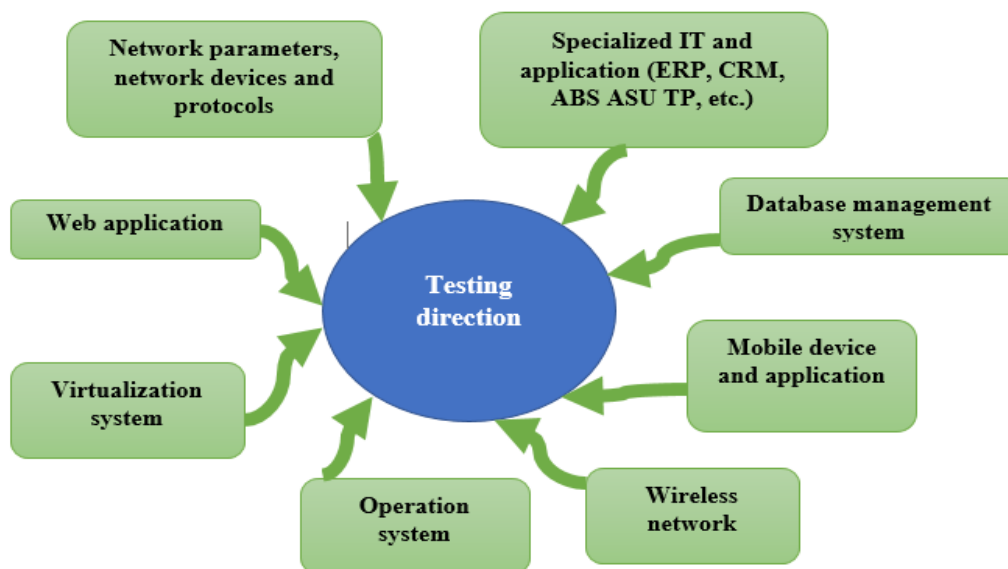 Network parameters,
network devices and
protocols
Specialized IT and
application (ERP, CRM,
ABS ASU TP, etc.)
Web application
Database management
system
Testing
direction
Mobile device
and application
Virtualization
system
Operation
system
Wireless
network